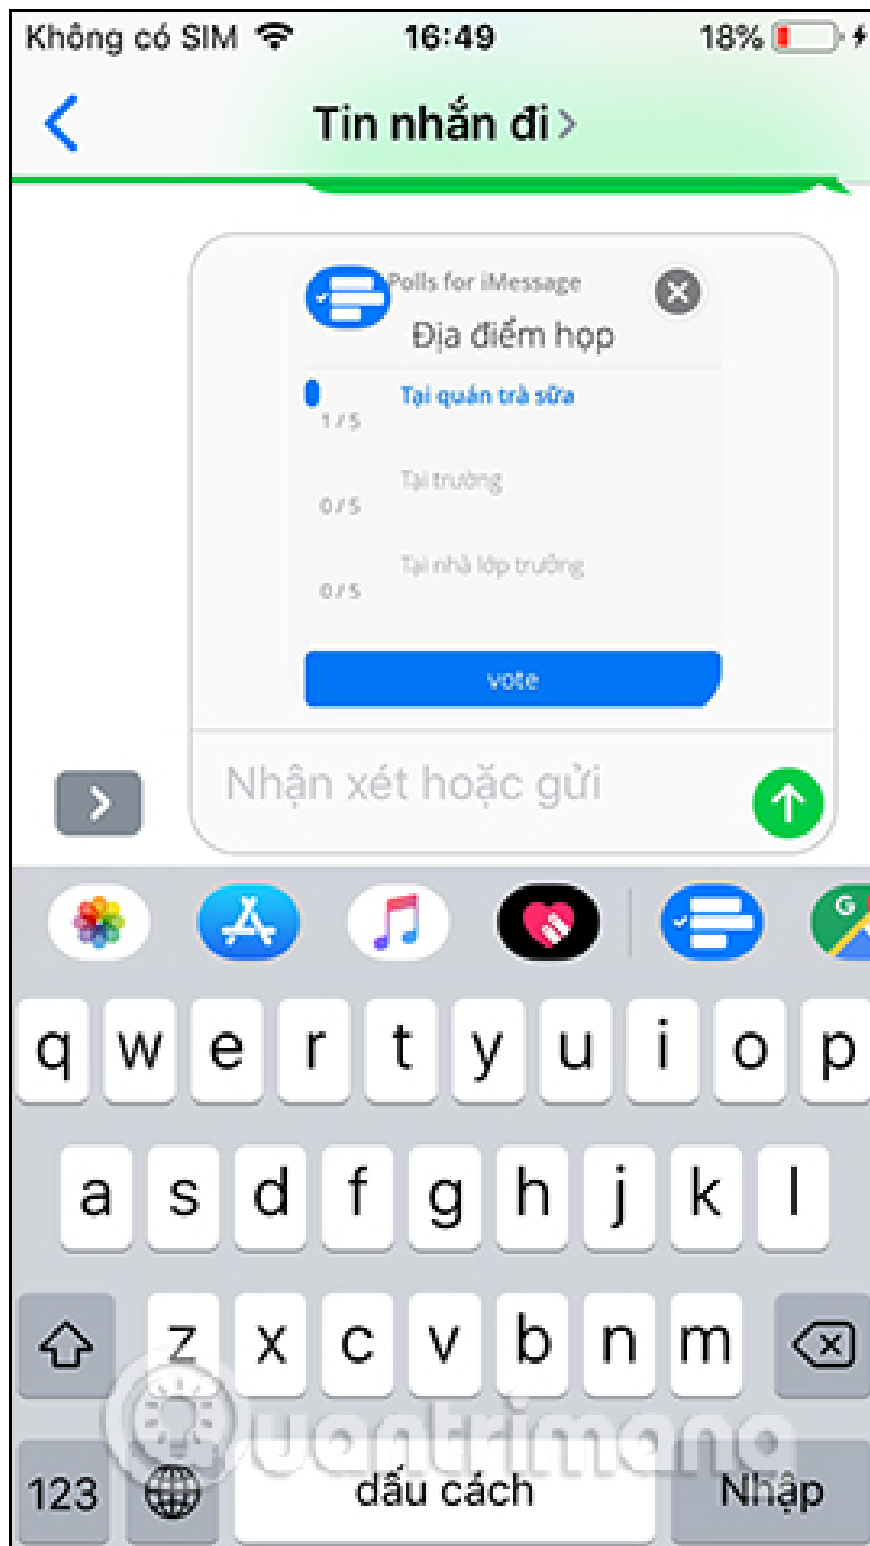 Không có SIM 16:49 18%
Tin nhắn đi
Polls for iMessage
Địa điểm họp
Tại quán trà sữa
1 / 5
Tại trường
0 / 5
Tại nhà lớp trưởng
0 / 5
vote
Nhận xét hoặc gửi
G
q w e r t y u i o p
a s d f g h j k l
z x c v b n m
Quantrimang
123 dấu cách Nhập